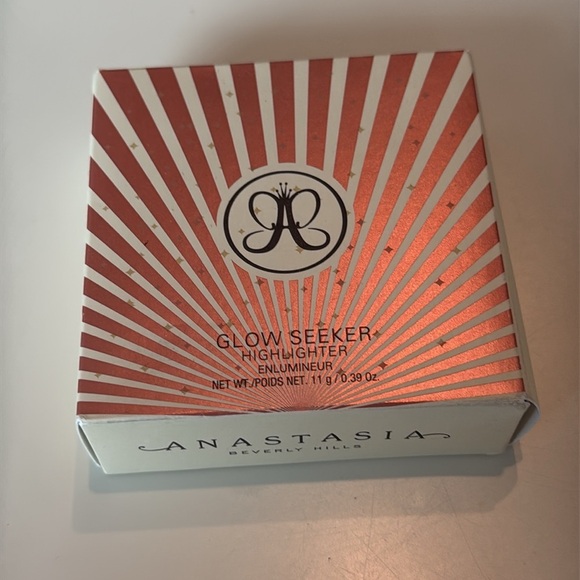 GLOW SEEKER
HIGHLIGHTER
ENLUMINEUR
NET WT./POIDS NET. 11 g / 0.39 Oz.
ANASTASIA
BEVERLY HILLS